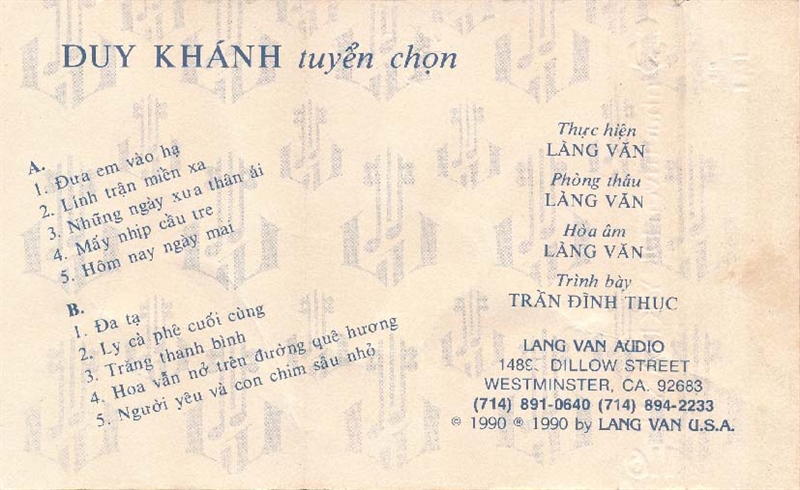 DUY KHÁNH tuyển chọn
A.
1. Đưa em vào hạ
2. Lính trận miền xa
3. Những ngày xưa thân ái
4. Mấy nhịp cầu tre
5. Hôm nay ngày mai
B.
1. Đa tạ
2. Ly cà phê cuối cùng
3. Trăng thanh bình
4. Hoa vẫn nở trên đường quê hương
5. Người yêu và con chim sâu nhỏ
Thực hiện
LÀNG VĂN
Phòng thâu
LÀNG VĂN
Hòa âm
LÀNG VĂN
Trình bày
TRẦN ĐÌNH THỤC
LANG VAN AUDIO
DILLOW STREET
WESTMINSTER, CA. 92683
(714) 891-0640 (714) 894-2233
© 1990 ® 1990 by LANG VAN U.S.A.